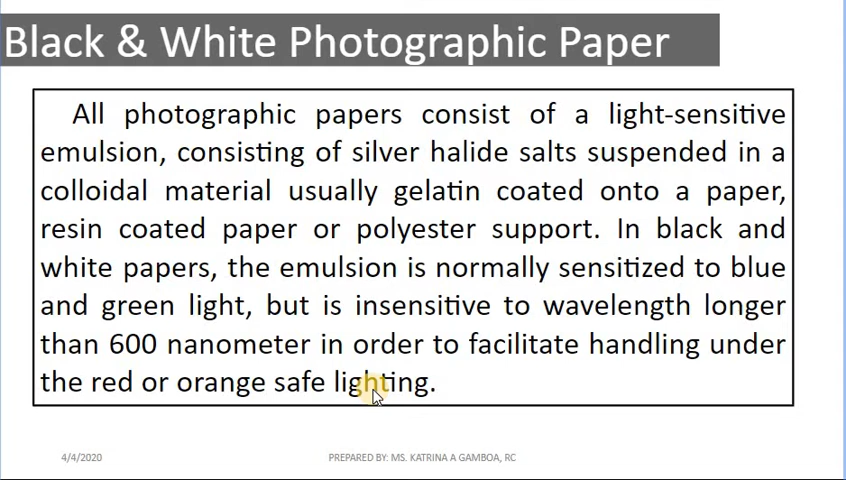 Black & White Photographic Paper
All photographic papers consist of a light-sensitive
emulsion, consisting of silver halide salts suspended in a
colloidal material usually gelatin coated onto a paper,
resin coated paper or polyester support. In black and
white papers, the emulsion is normally sensitized to blue
and green light, but is insensitive to wavelength longer
than 600 nanometer in order to facilitate handling under
the red or orange safe lighting.
4/4/2020
PREPARED BY: MS. KATRINA A GAMBOA, RC